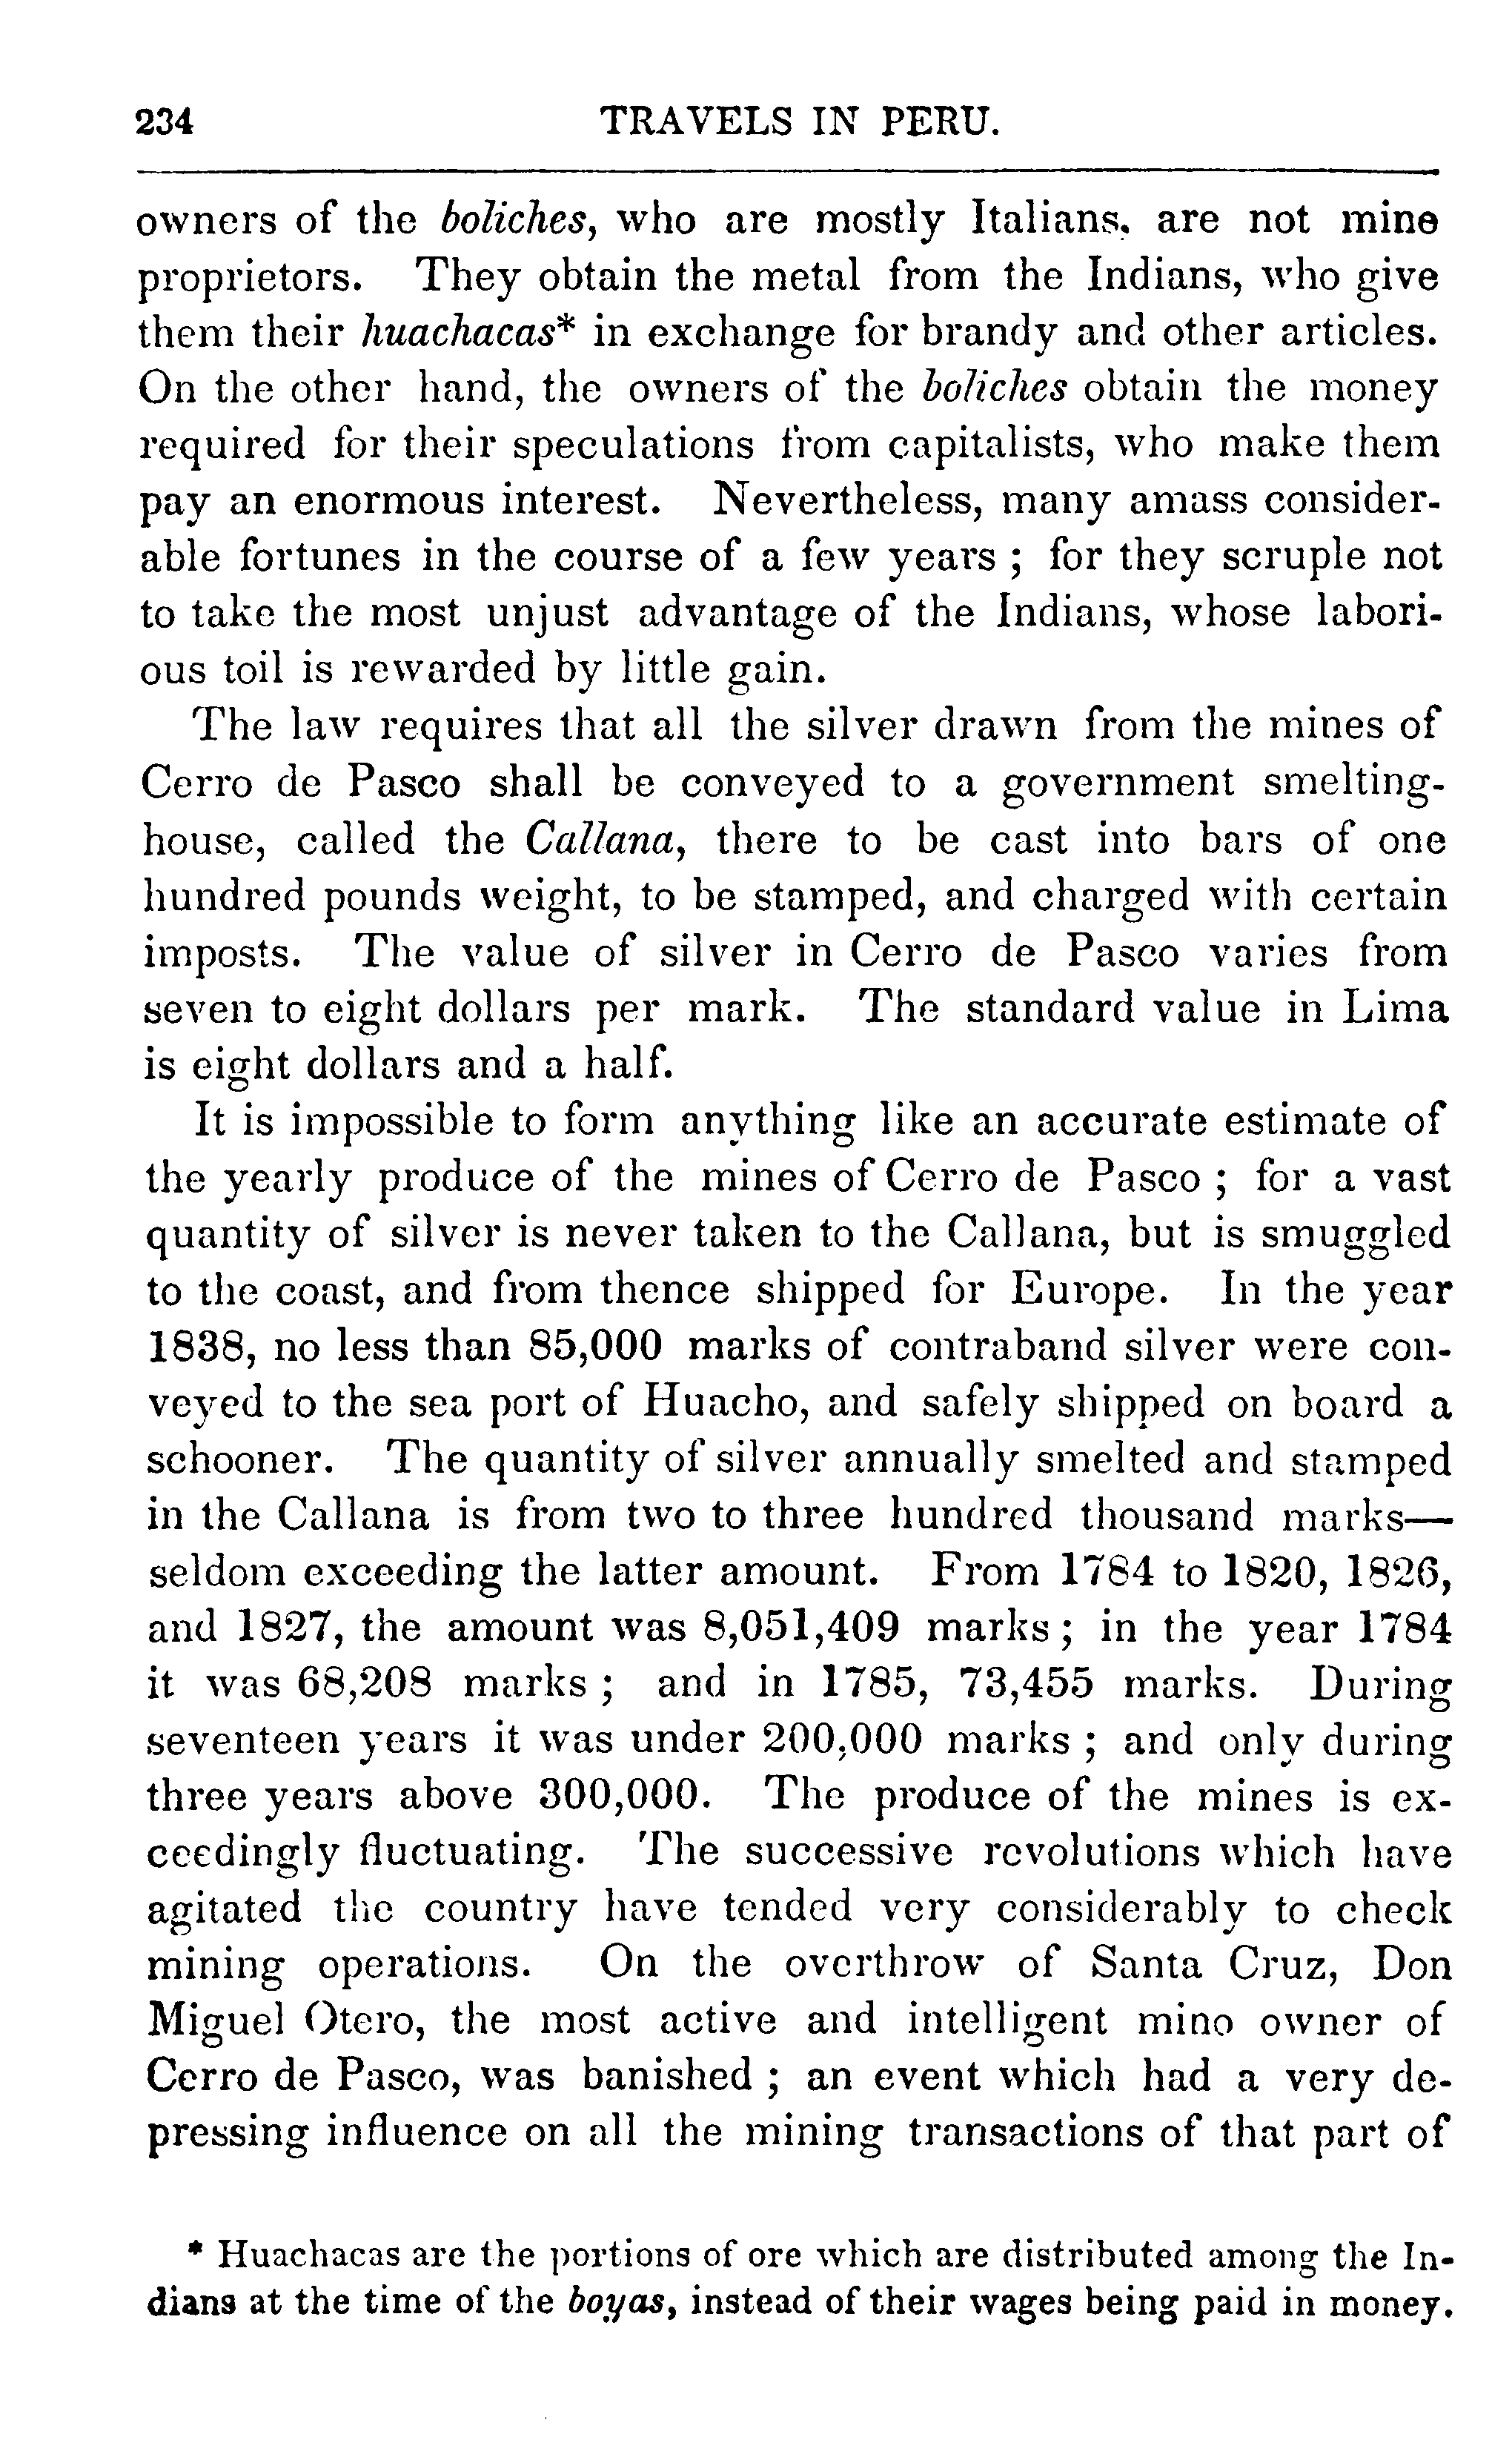 234 TRAVELS IN PERU.
owners of the boliches, who are mostly Italians, are not mine
proprietors. They obtain the metal from the Indians, who give
them their huachacas* in exchange for brandy and other articles.
On the other hand, the owners of the boliches obtain the money
required for their speculations from capitalists, who make them
pay an enormous interest. Nevertheless, many amass consider-
able fortunes in the course of a few years ; for they scruple not
to take the most unjust advantage of the Indians, whose labori-
ous toil is rewarded by little gain.
The law requires that all the silver drawn from the mines of
Cerro de Pasco shall be conveyed to a government smelting-
house, called the Callana, there to be cast into bars of one
hundred pounds weight, to be stamped, and charged with certain
imposts. The value of silver in Cerro de Pasco varies from
seven to eight dollars per mark. The standard value in Lima
is eight dollars and a half.
It is impossible to form anything like an accurate estimate of
the yearly produce of the mines of Cerro de Pasco ; for a vast
quantity of silver is never taken to the Callana, but is smuggled
to the coast, and from thence shipped for Europe. In the year
1838, no less than 85,000 marks of contraband silver were con-
veyed to the sea port of Huacho, and safely shipped on board a
schooner. The quantity of silver annually smelted and stamped
in the Callana is from two to three hundred thousand marks—
seldom exceeding the latter amount. From 1784 to 1820, 1826,
and 1827, the amount was 8,051,409 marks ; in the year 1784
it was 68,208 marks ; and in 1785, 73,455 marks. During
seventeen years it was under 200,000 marks ; and only during
three years above 300,000. The produce of the mines is ex-
ceedingly fluctuating. The successive revolutions which have
agitated the country have tended very considerably to check
mining operations. On the overthrow of Santa Cruz, Don
Miguel Otero, the most active and intelligent mine owner of
Cerro de Pasco, was banished ; an event which had a very de-
pressing influence on all the mining transactions of that part of
* Huachacas are the portions of ore which are distributed among the In-
dians at the time of the boyas, instead of their wages being paid in money.